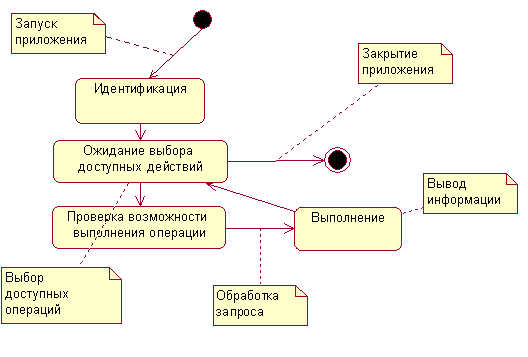 Запуск
приложения
Закрытие
приложения
Идентификация
Ожидание выбора
доступных действий
Вывод
информации
Проверка возможности
выполнения операции
Выполнение
Выбор
доступных
операций
Обработка
запроса